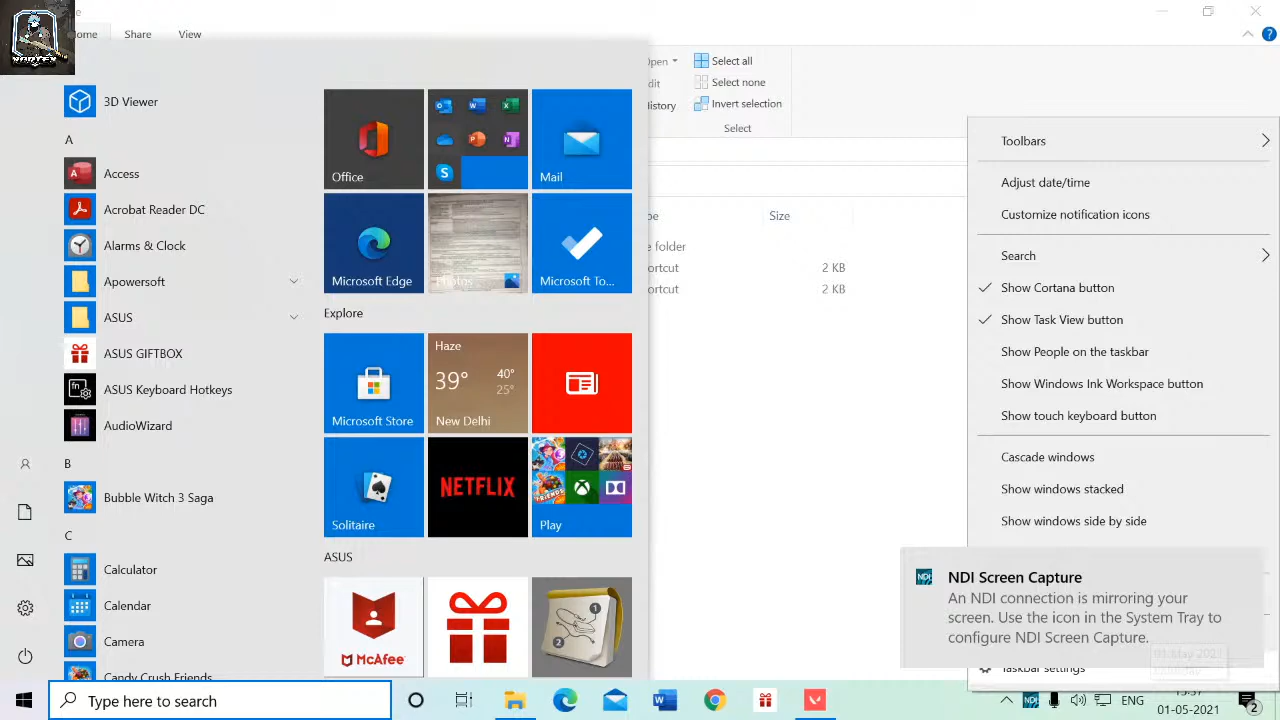 ome
Share
View
Select all
Select none
History
Invert selection
Select
Size
2 KB
2 KB
3D Viewer
A
Access
Acrobat Reader DC
Alarms & Clock
Apowersoft
ASUS
ASUS GIFTBOX
ASUS Keyboard Hotkeys
AudioWizard
B
Bubble Witch 3 Saga
C
Calculator
Calendar
Camera
Candy Crush Friends
Office
Mail
Microsoft Edge
Photos
Microsoft To...
Explore
Microsoft Store
Haze
39°
40°
25°
New Delhi
Solitaire
NETFLIX
Play
ASUS
McAfee
Toolbars
Adjust date/time
Customize notification icons
Search
Show Cortana button
Show Task View button
Show People on the taskbar
Show Windows Ink Workspace button
Show touch keyboard button
Cascade windows
Show windows stacked
Show windows side by side
NDI Screen Capture
An NDI connection is mirroring your
screen. Use the icon in the System Tray to
configure NDI Screen Capture.
Taskbar settings
Type here to search
ENG
01-05-2021
2